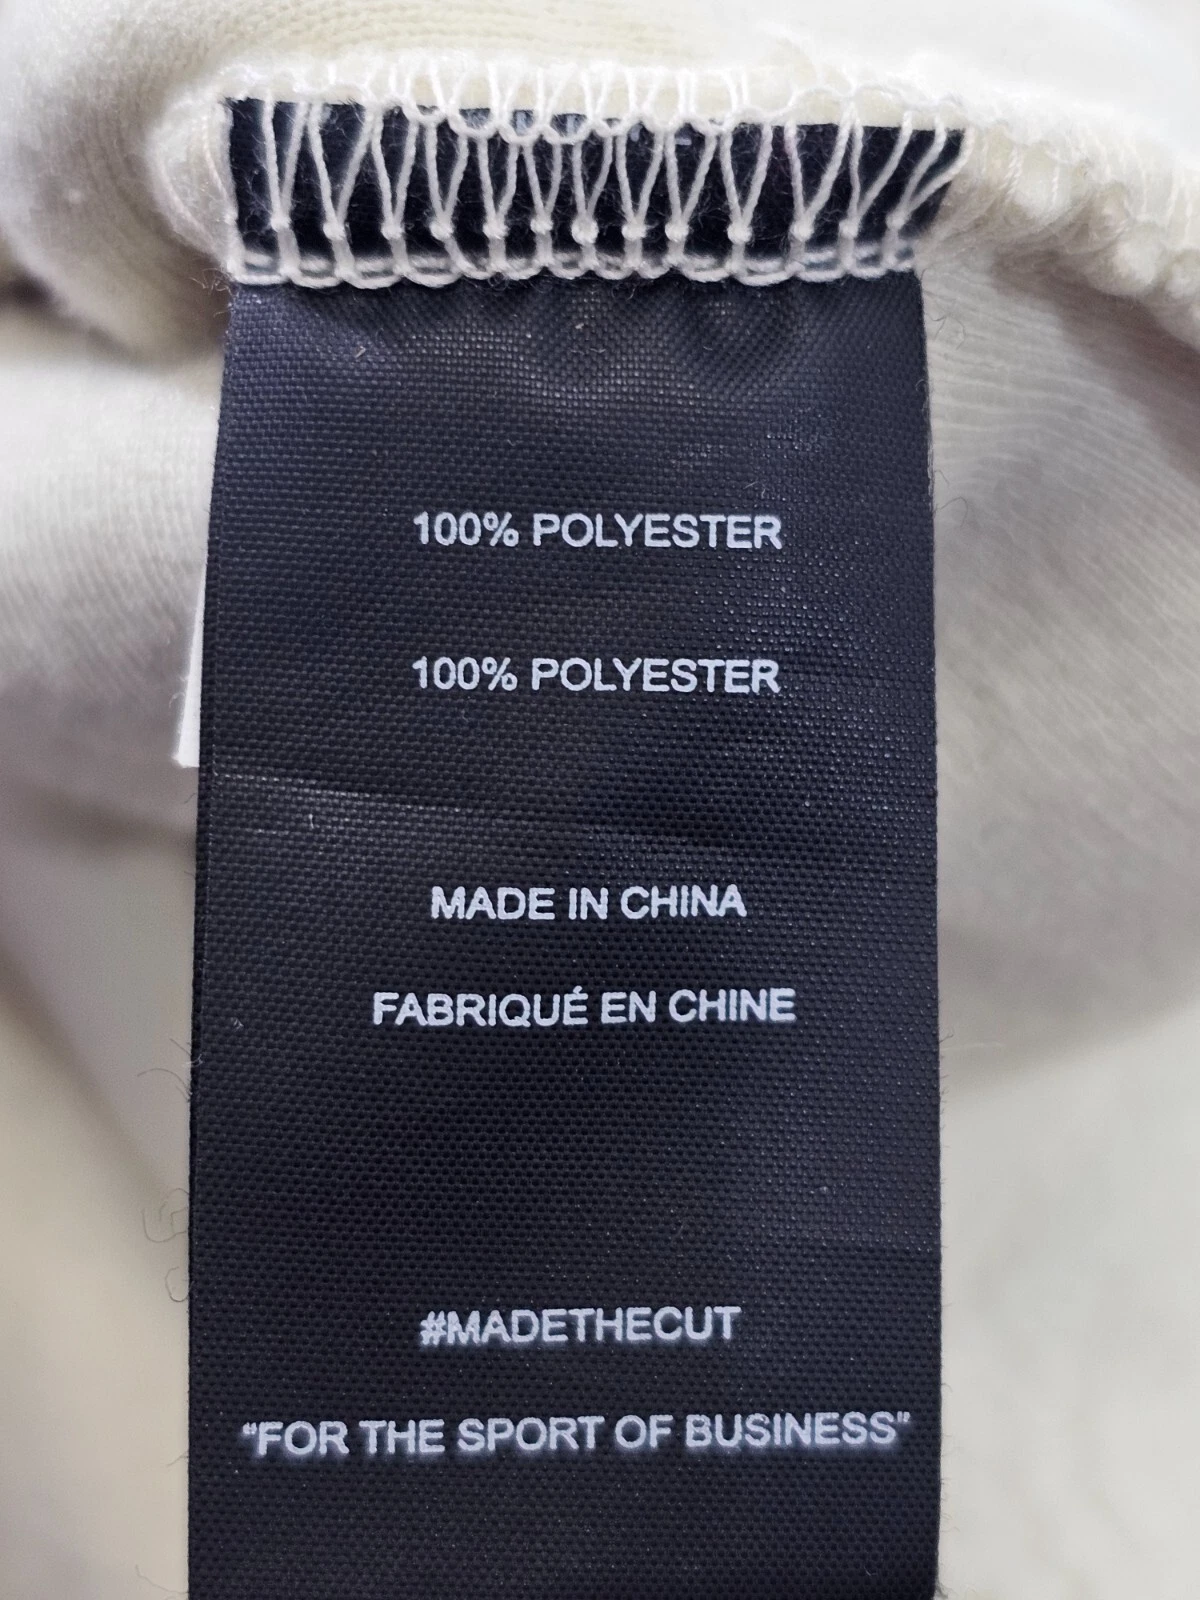 100% POLYESTER
100% POLYESTER
MADE IN CHINA
FABRIQUÉ EN CHINE
#MADETHECUT
"FOR THE SPORT OF BUSINESS"